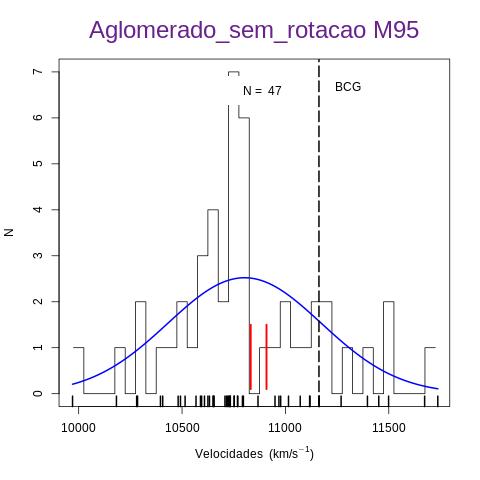 Aglomerado_sem_rotacao M95
N = 47
BCG
N
7
6
5
4
3
2
1
0
10000 10500 11000 11500
Velocidades (km/s⁻¹)